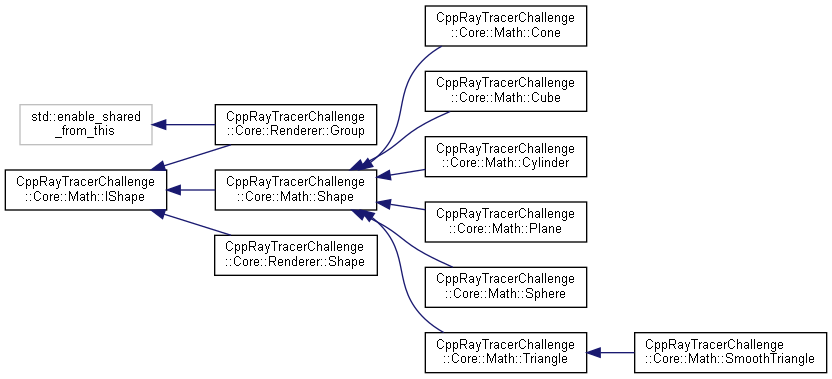 std::enable_shared
_from_this
CppRayTracerChallenge
::Core::Math::IShape
CppRayTracerChallenge
::Core::Renderer::Group
CppRayTracerChallenge
::Core::Math::Shape
CppRayTracerChallenge
::Core::Renderer::Shape
CppRayTracerChallenge
::Core::Math::Cone
CppRayTracerChallenge
::Core::Math::Cube
CppRayTracerChallenge
::Core::Math::Cylinder
CppRayTracerChallenge
::Core::Math::Plane
CppRayTracerChallenge
::Core::Math::Sphere
CppRayTracerChallenge
::Core::Math::Triangle
CppRayTracerChallenge
::Core::Math::SmoothTriangle